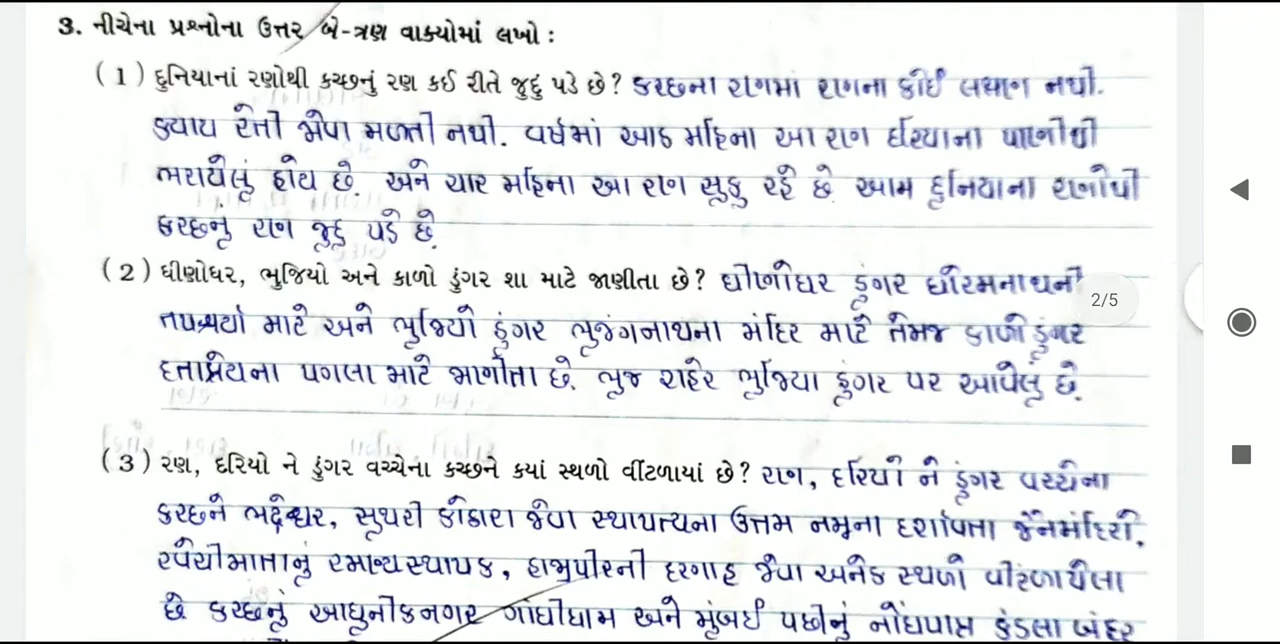 3. નીચેના પ્રશ્નોના ઉત્તર બે-ત્રણ વાક્યોમાં લખો :
(1) દુનિયાનાં રણોથી કચ્છનું રણ કઈ રીતે જુદું પડે છે? કચ્છના રણમાં રણના કોઈ લક્ષણ નથી.
ક્યાય રેતી જોવા મળતી નથી. વર્ષમાં આઠ મહિના આ રણ દરિયાના પાણીથી
ભરાયેલું હોય છે. અને ચાર મહિના આ રણ સુકુ રહે છે આમ દુનિયાના રણોથી
કચ્છનું રણ જુદુ પડે છે.
(2) ધીણોધર, ભુજિયો અને કાળો ડુંગર શા માટે જાણીતા છે? ધીણોધર ડુંગર ધોરમનાથની
2/5
તપશ્ચર્યા માટે અને ભુજિયો ડુંગર ભુજંગનાથના મંદિર માટે તેમજ કાળો ડુંગર
દત્તાત્રેયના પગલા માટે જાણીતા છે. ભુજ શહેર ભુજિયા ડુંગર પર આવેલું છે.
(3) રણ, દરિયો ને ડુંગર વચ્ચેના કચ્છને કયાં સ્થળો વીંટળાયાં છે? રણ, દરિયો ને ડુંગર વચ્ચેના
કચ્છને ભદ્રેશ્વર, સુથરી કોઠારા જેવા સ્થાપત્યના ઉત્તમ નમૂના દર્શાવતા જૈનમંદિરો,
રવેચીમાતાનું રમાન્યસ્થાપક, હાજીપીરની દરગાહ જેવા અનેક સ્થળો વીંટળાયેલા
છે કચ્છનું આધુનીકનગર ગાંધીધામ અને મુંબઈ પછીનું નોંધપાત્ર કંડલા બંદર